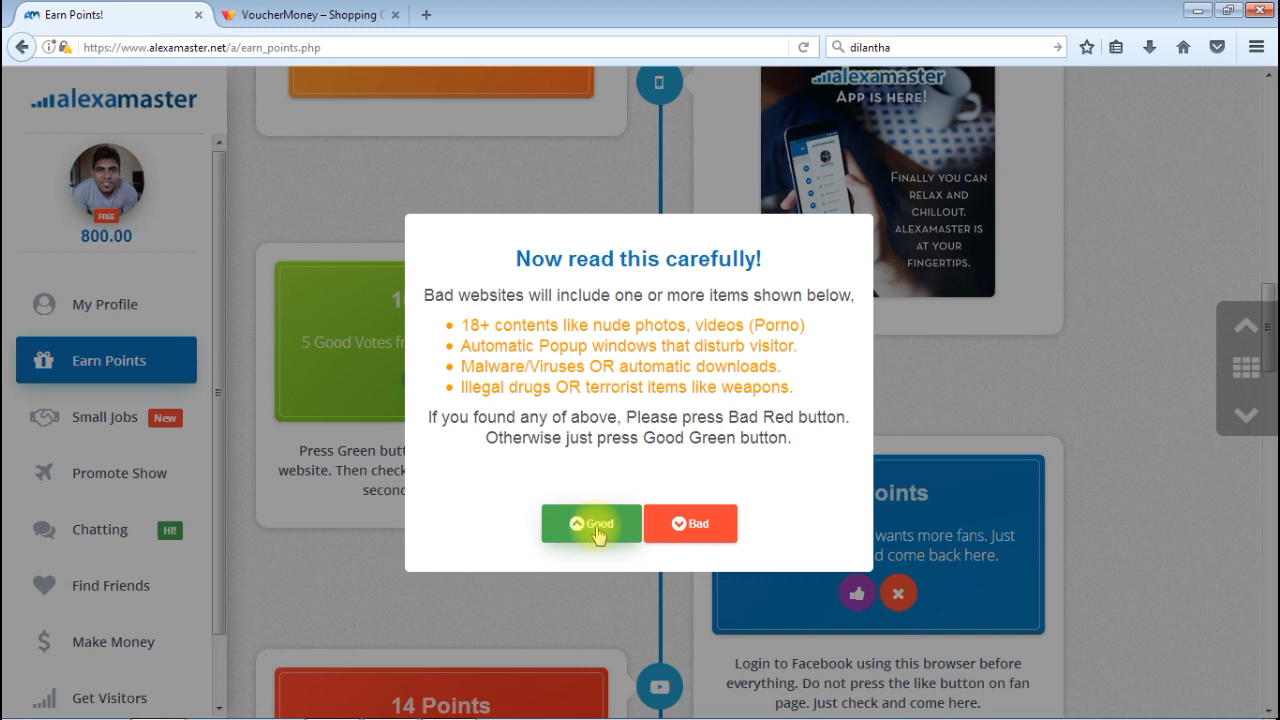 Earn Points!
VoucherMoney – Shopping
https://www.alexamaster.net/a/earn_points.php
dilantha
alexamaster
FREE
800.00
My Profile
Earn Points
Small Jobs New
Promote Show
Chatting HI!
Find Friends
Make Money
Get Visitors
5 Good Votes
Press Green
website. Then check
14 Points
alexamaster
APP IS HERE!
FINALLY YOU CAN
RELAX AND
CHILLOUT.
ALEXAMASTER IS
AT YOUR
FINGERTIPS.
Now read this carefully!
Bad websites will include one or more items shown below,
• 18+ contents like nude photos, videos (Porno)
• Automatic Popup windows that disturb visitor.
• Malware/Viruses OR automatic downloads.
• Illegal drugs OR terrorist items like weapons.
If you found any of above, Please press Bad Red button.
Otherwise just press Good Green button.
Good
Bad
wants more fans. Just
come back here.
Login to Facebook using this browser before
everything. Do not press the like button on fan
page. Just check and come here.